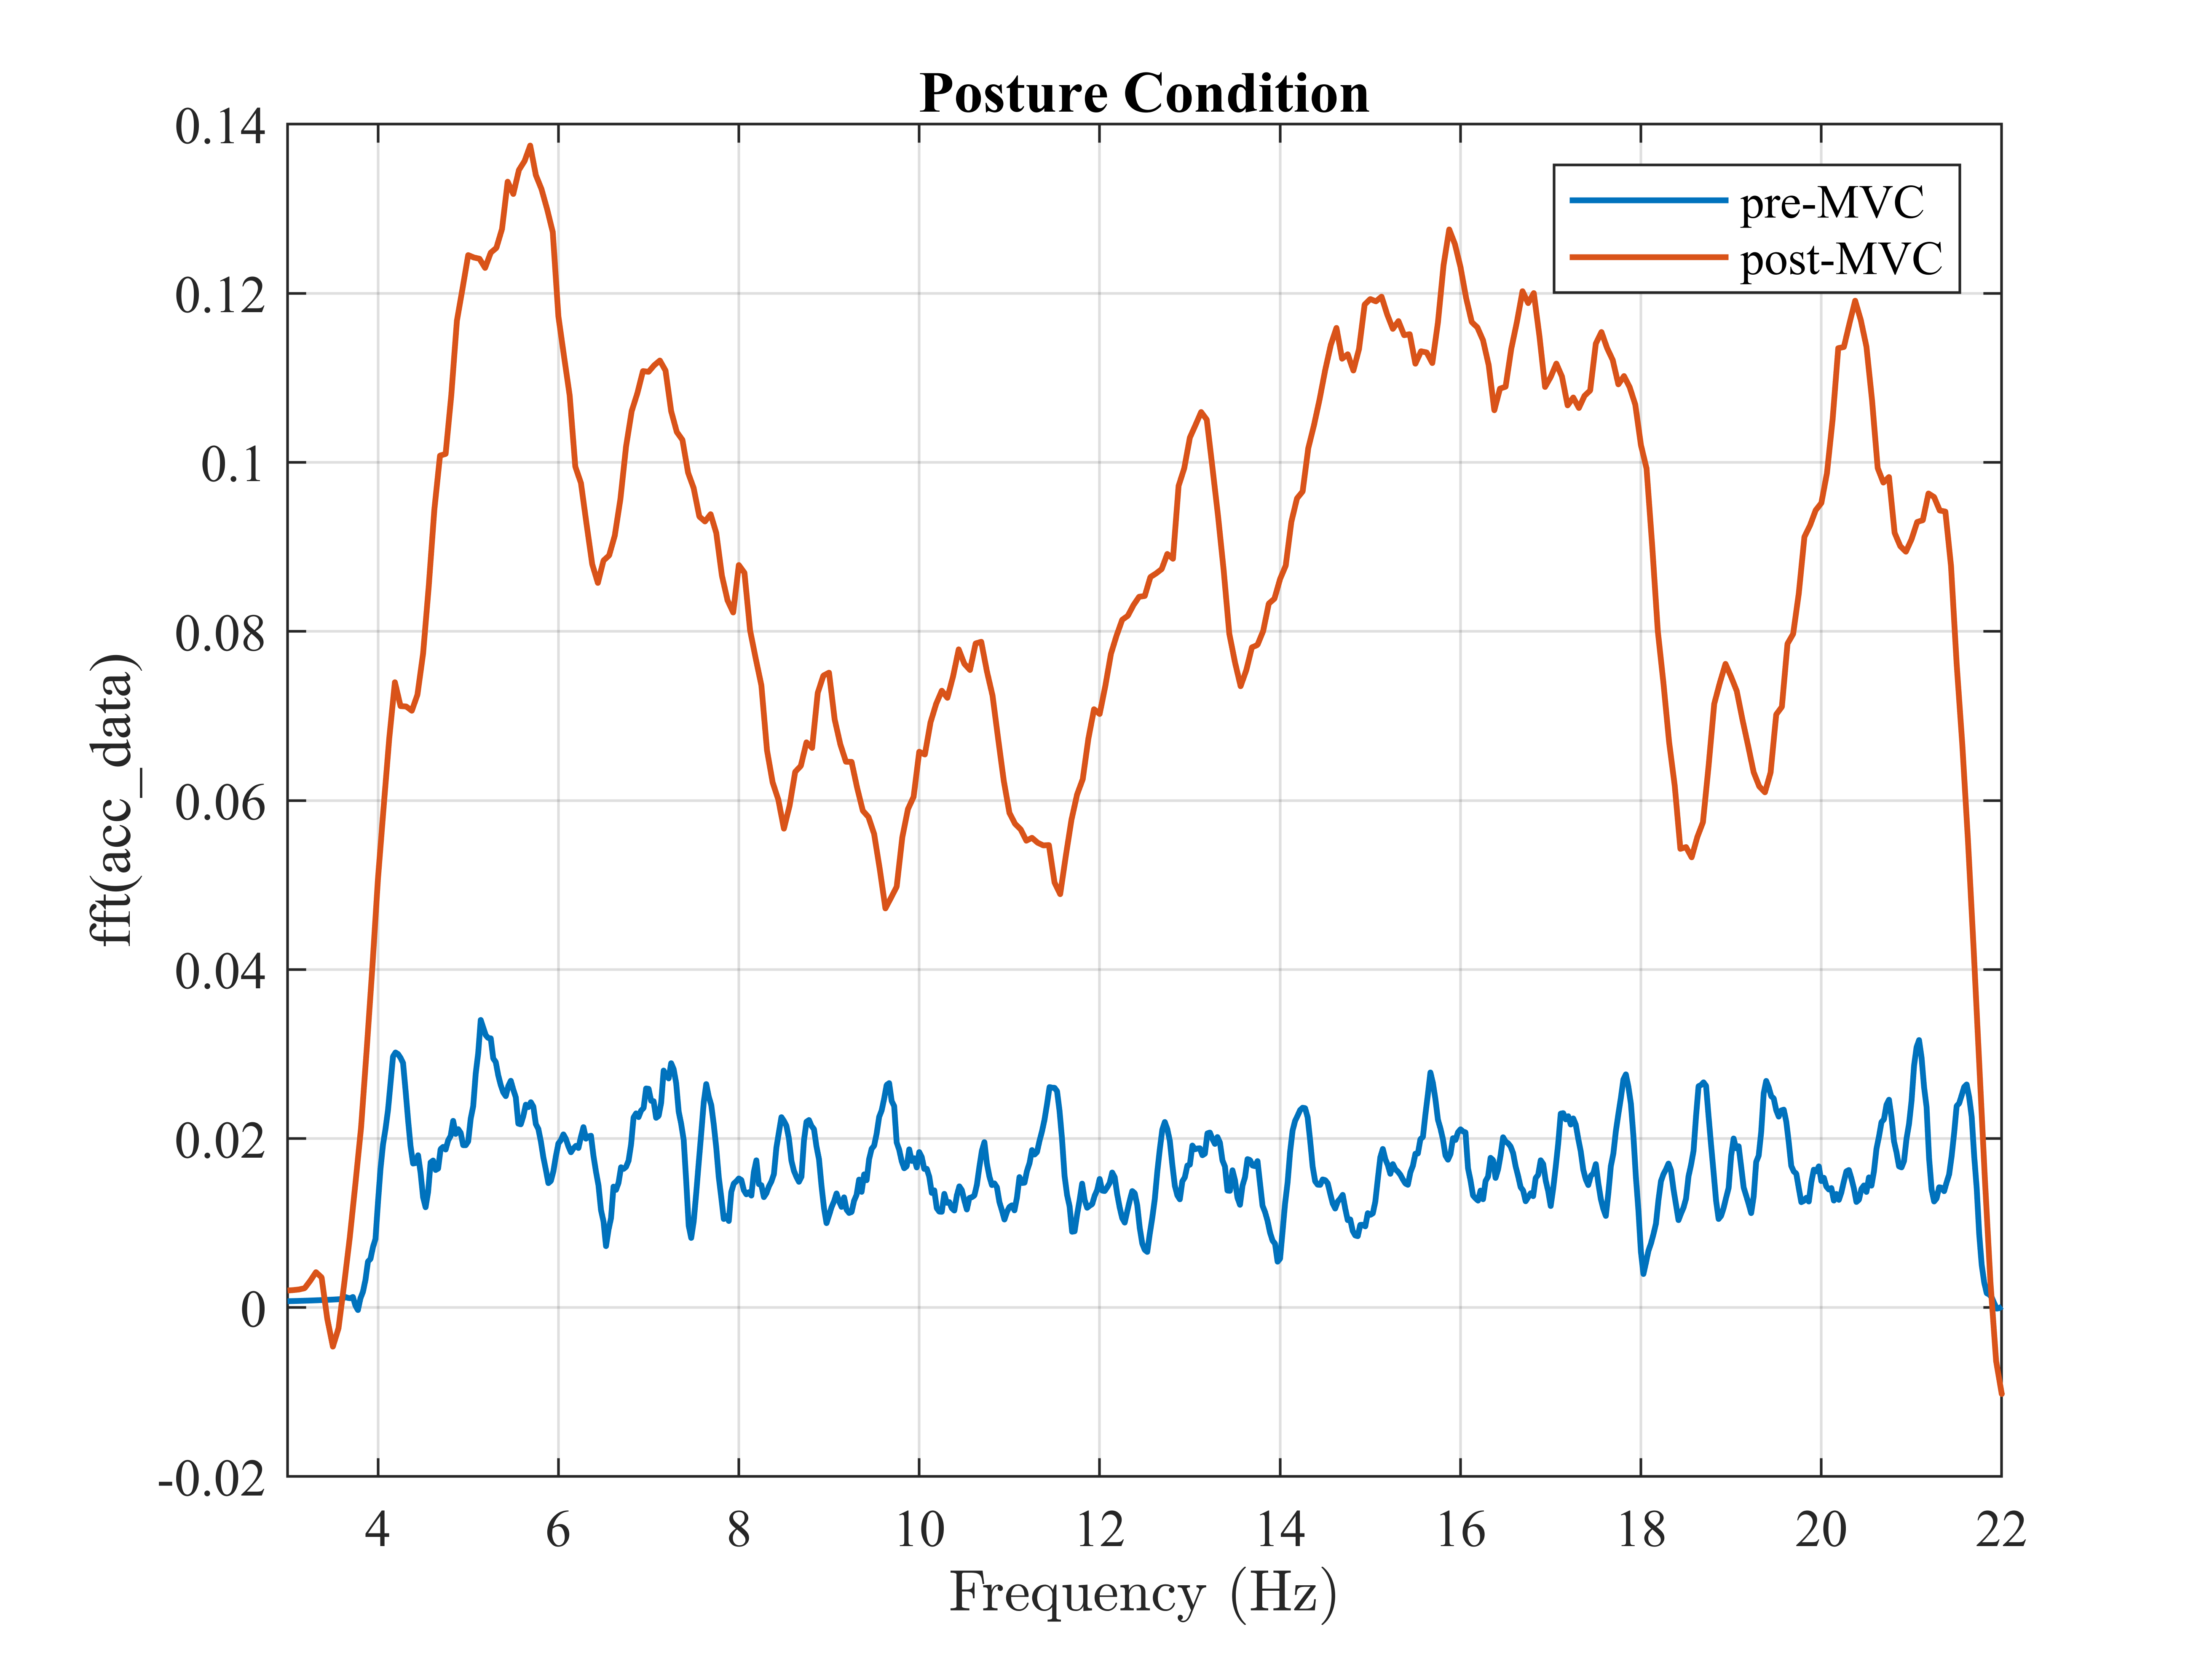 Posture Condition
pre-MVC
post-MVC
0.14
0.12
0.1
0.08
0.06
0.04
0.02
0
-0.02
fft(acc_data)
4 6 8 10 12 14 16 18 20 22
Frequency (Hz)